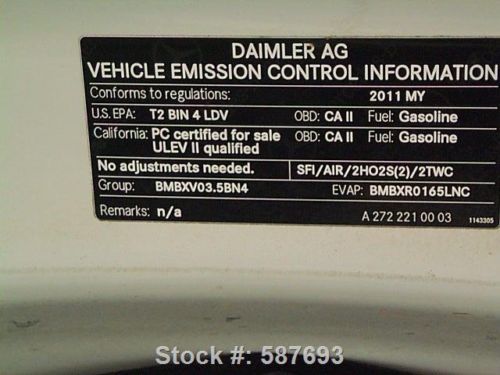 DAIMLER AG
VEHICLE EMISSION CONTROL INFORMATION
Conforms to regulations: 2011 MY
U.S. EPA: T2 BIN 4 LDV OBD: CA II Fuel: Gasoline
California: PC certified for sale OBD: CA II Fuel: Gasoline
ULEV II qualified
No adjustments needed. SFI/AIR/2HO2S(2)/2TWC
Group: BMBXV03.5BN4 EVAP: BMBXR0165LNC
Remarks: n/a A 272 221 00 03 1143305
Stock #: 587693